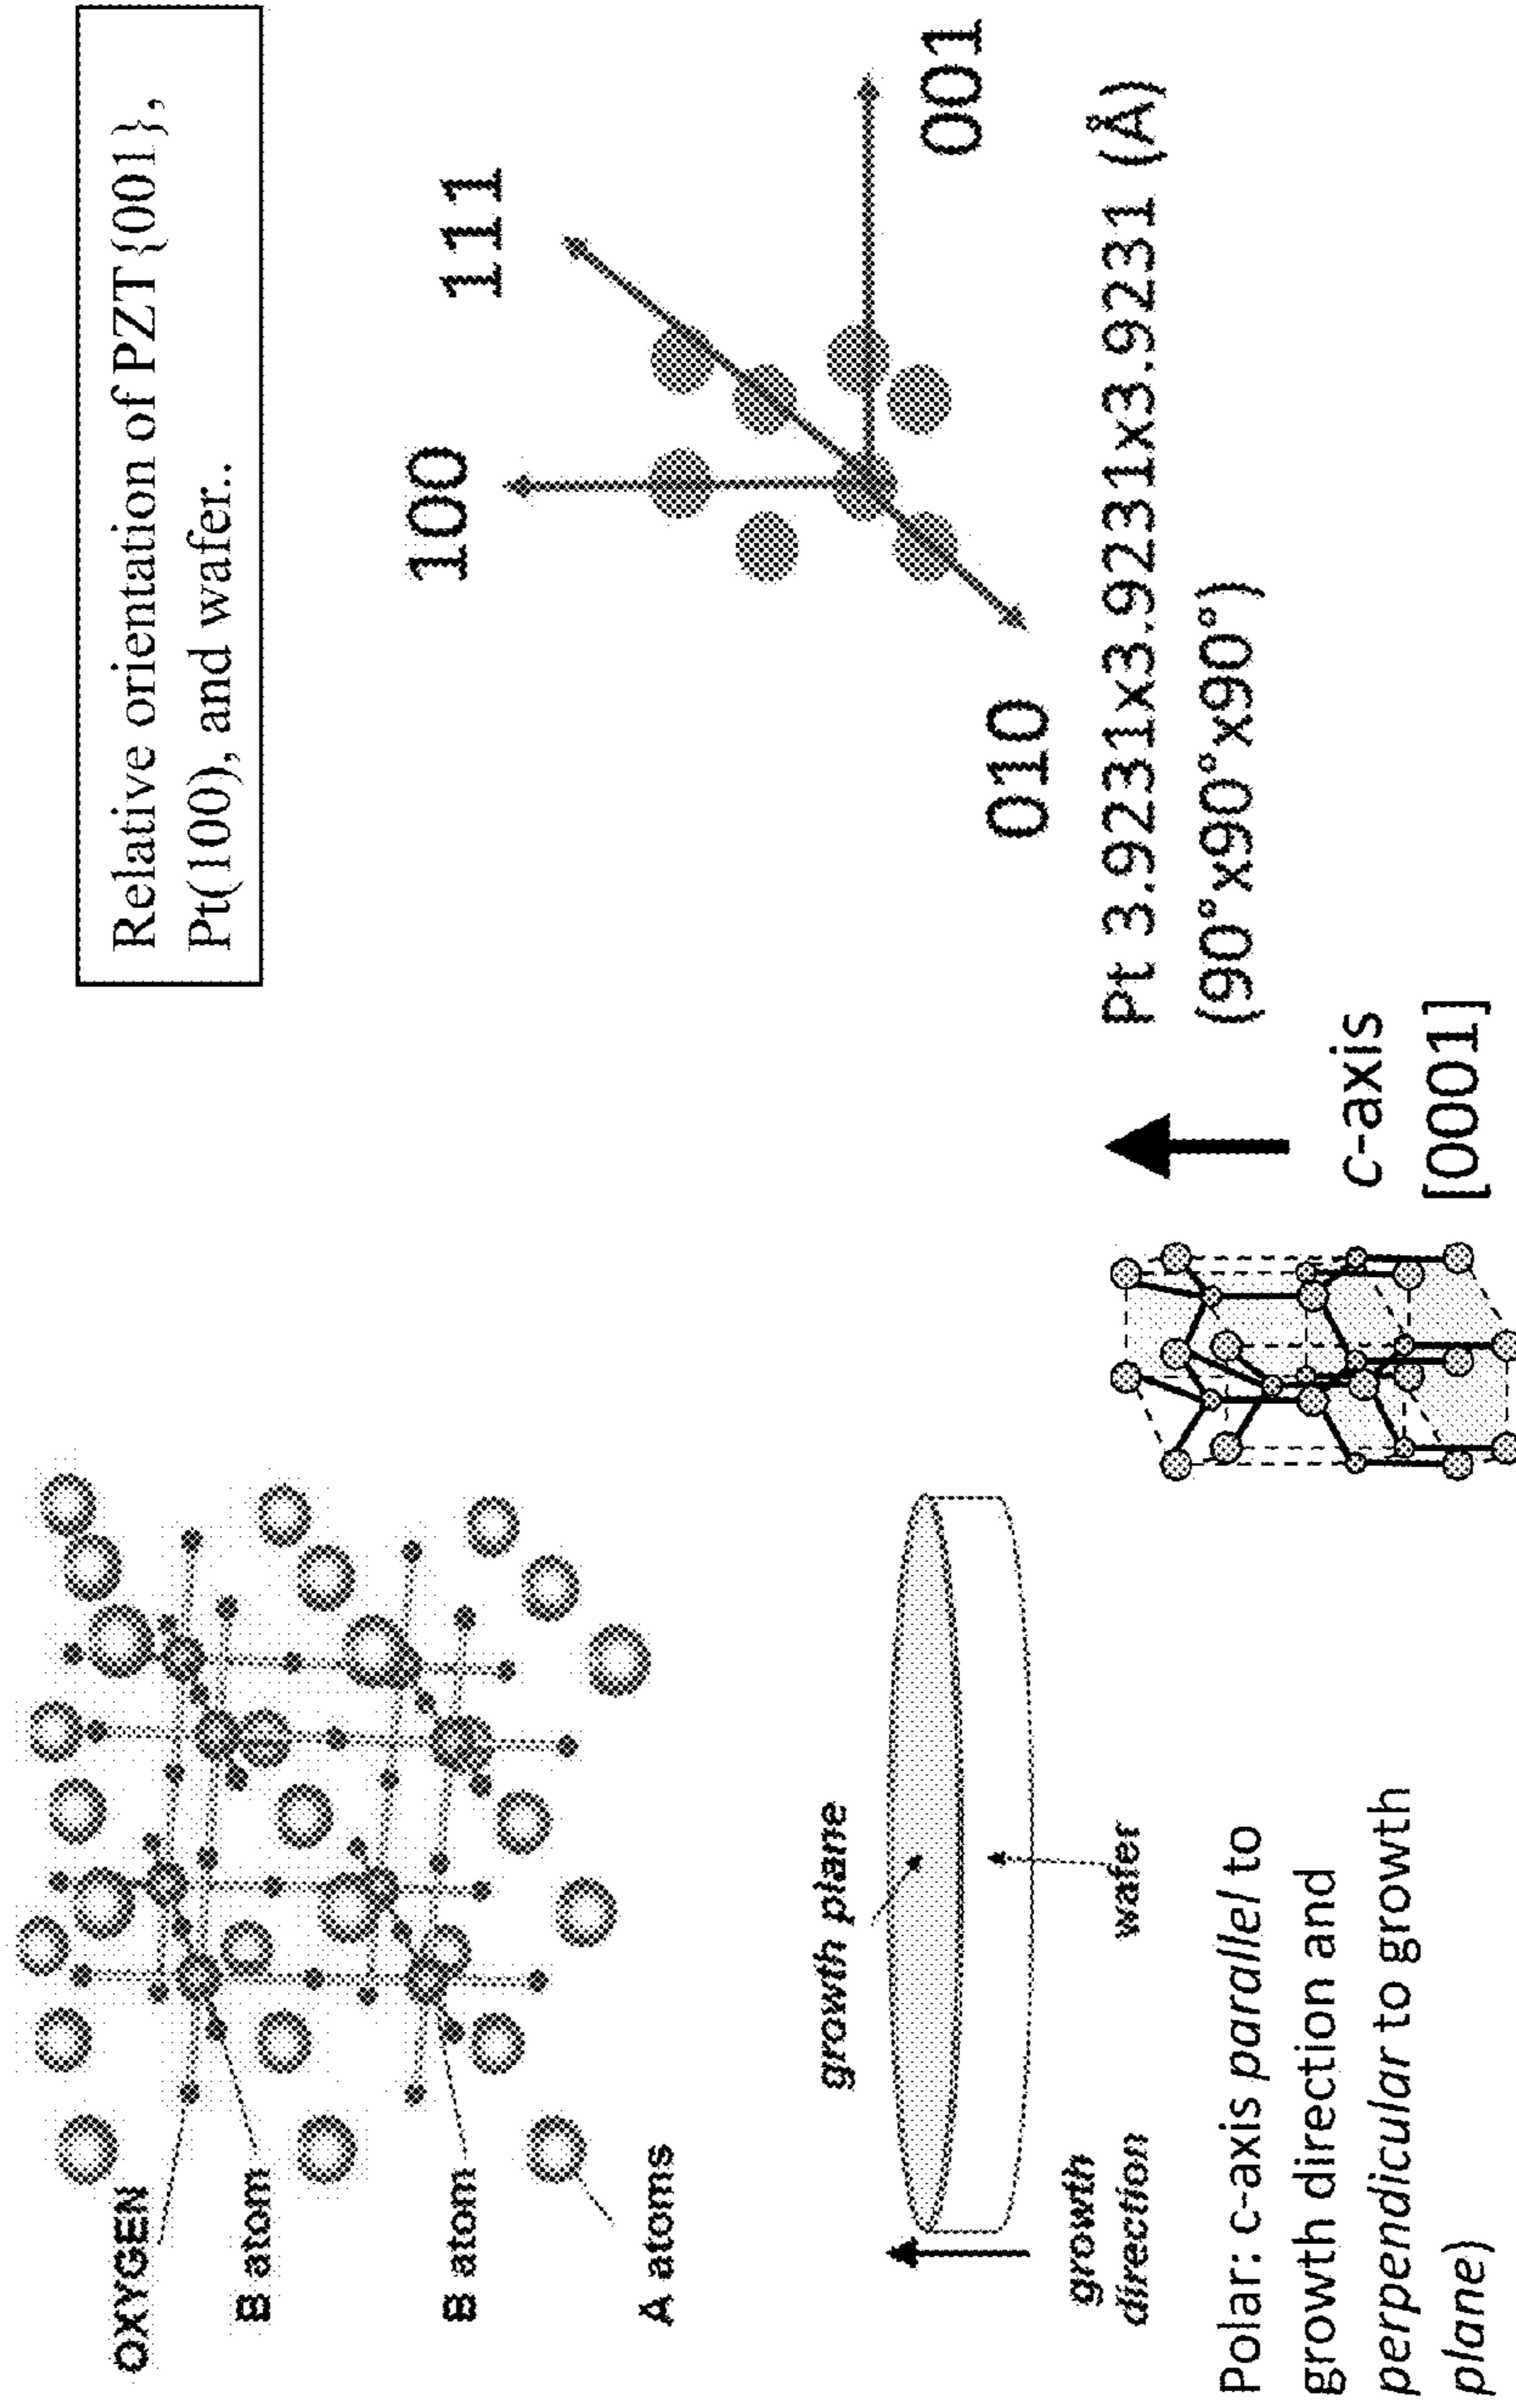 Relative orientation of PZT{001},
Pt(100), and wafer..
OXYGEN
B atom
B atom
A atoms
100
111
001
010
Pt 3.9231x3.9231x3.9231 (Å)
(90°x90°x90°)
growth plane
wafer
growth
direction
Polar: c-axis parallel to
growth direction and
perpendicular to growth
plane)
c-axis
[0001]